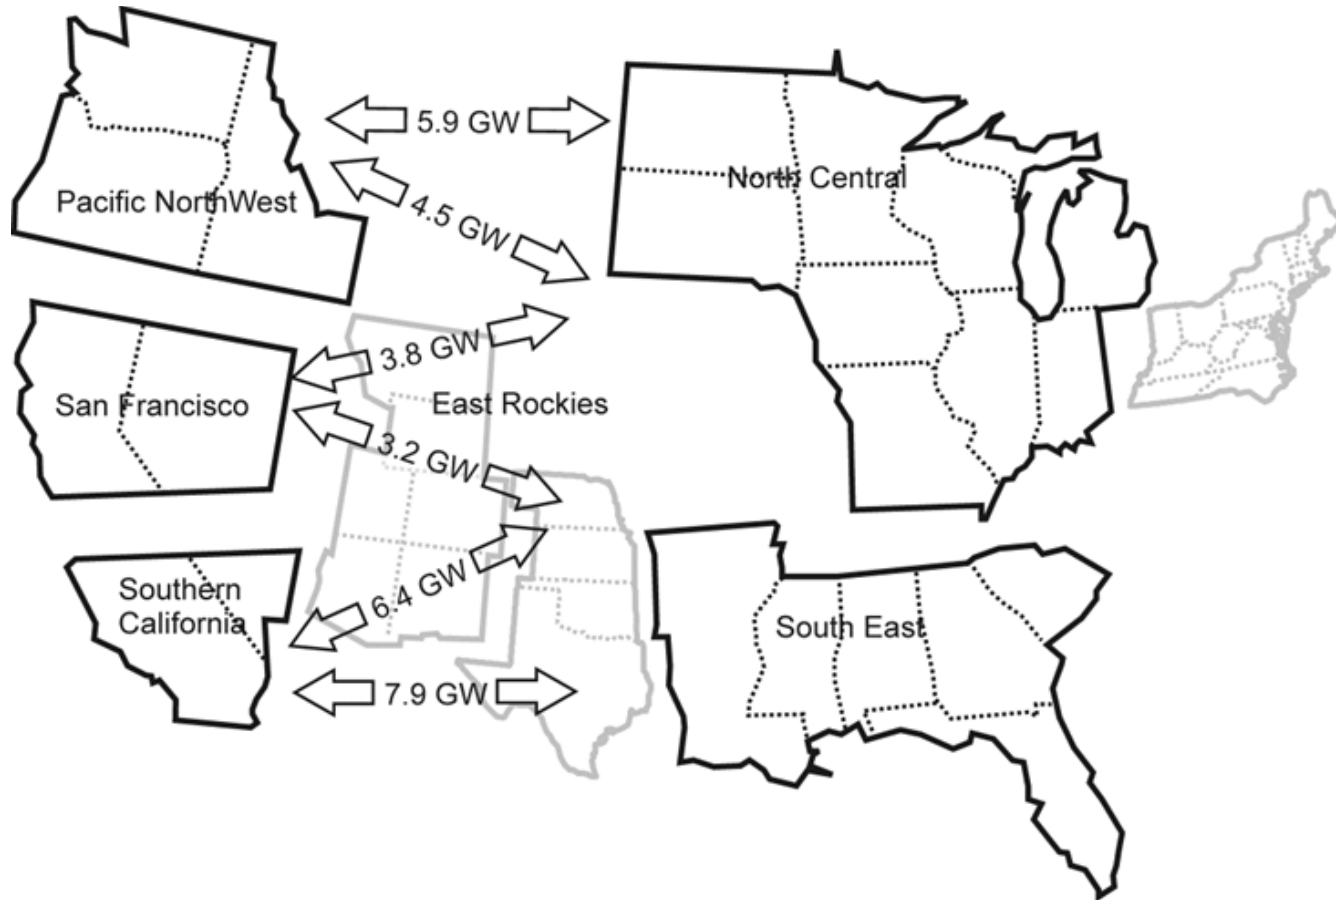 5.9 GW
North Central
Pacific NorthWest
4.5 GW
3.8 GW
San Francisco
East Rockies
3.2 GW
6.4 GW
Southern
California
South East
7.9 GW